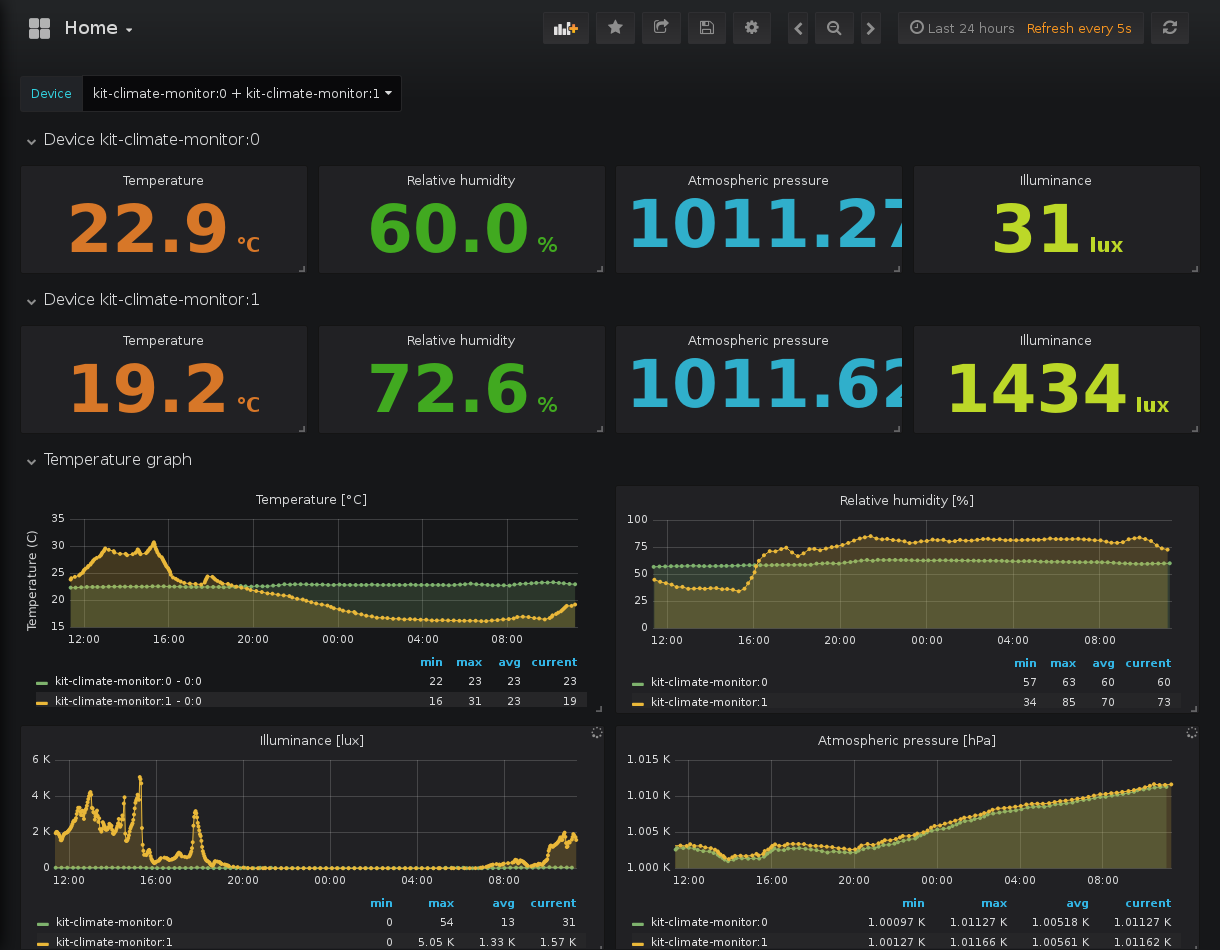 Home
Last 24 hours Refresh every 5s
Device kit-climate-monitor:0 + kit-climate-monitor:1
Device kit-climate-monitor:0
Temperature Relative humidity Atmospheric pressure Illuminance
22.9 °C 60.0 % 1011.27 31 lux
Device kit-climate-monitor:1
Temperature Relative humidity Atmospheric pressure Illuminance
19.2 °C 72.6 % 1011.62 1434 lux
Temperature graph
Temperature [°C]
Temperature (C)
35
30
25
20
15
12:00 16:00 20:00 00:00 04:00 08:00
min max avg current
kit-climate-monitor:0 - 0:0 22 23 23 23
kit-climate-monitor:1 - 0:0 16 31 23 19
Relative humidity [%]
100
75
50
25
0
12:00 16:00 20:00 00:00 04:00 08:00
min max avg current
kit-climate-monitor:0 57 63 60 60
kit-climate-monitor:1 34 85 70 73
Illuminance [lux]
6 K
4 K
2 K
0
12:00 16:00 20:00 00:00 04:00 08:00
min max avg current
kit-climate-monitor:0 0 54 13 31
kit-climate-monitor:1 0 5.05 K 1.33 K 1.57 K
Atmospheric pressure [hPa]
1.015 K
1.010 K
1.005 K
1.000 K
12:00 16:00 20:00 00:00 04:00 08:00
min max avg current
kit-climate-monitor:0 1.00097 K 1.01127 K 1.00518 K 1.01127 K
kit-climate-monitor:1 1.00127 K 1.01166 K 1.00561 K 1.01162 K